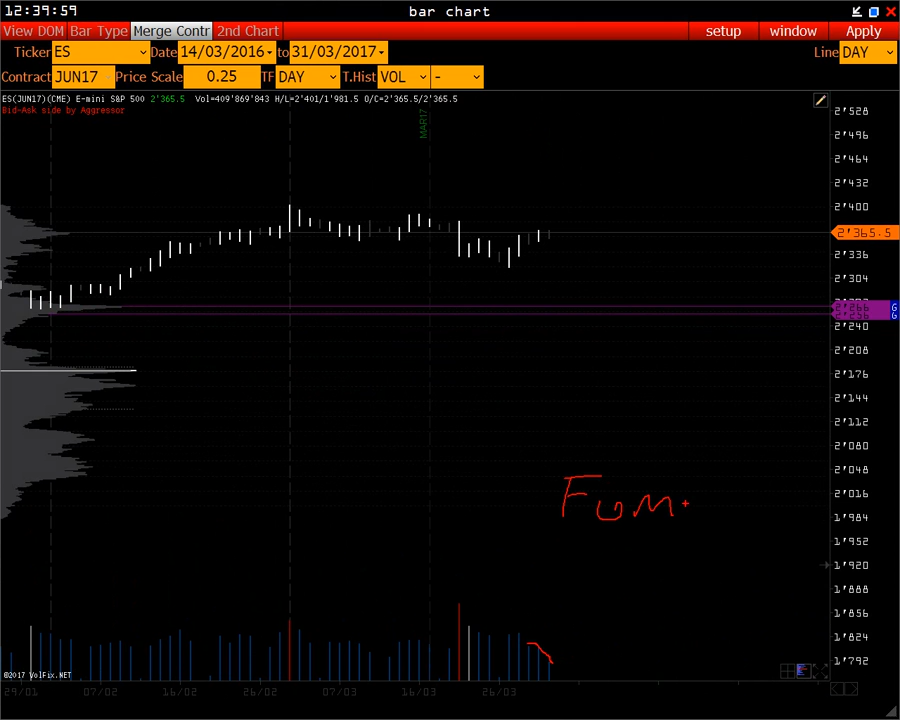 12:39:59 bar chart
View DOM Bar Type Merge Contr 2nd Chart setup window Apply
Ticker ES Date 14/03/2016 to 31/03/2017 Line DAY
Contract JUN17 Price Scale 0.25 TF DAY T.Hist VOL -
ES(JUN17)(CME) E-mini S&P 500 2'365.5 Vol=409'869'843 H/L=2'401/1'981.5 O/C=2'365.5/2'365.5
Bid-Ask side by Aggressor
MAR17
2'528
2'496
2'464
2'432
2'400
2'365.5
2'336
2'304
2'266 G
2'256 G
2'240
2'208
2'176
2'144
2'112
2'080
2'048
2'016
1'984
1'952
1'920
1'888
1'856
1'824
1'792
©2017 VolFix.NET
29/01 07/02 16/02 26/02 07/03 16/03 26/03